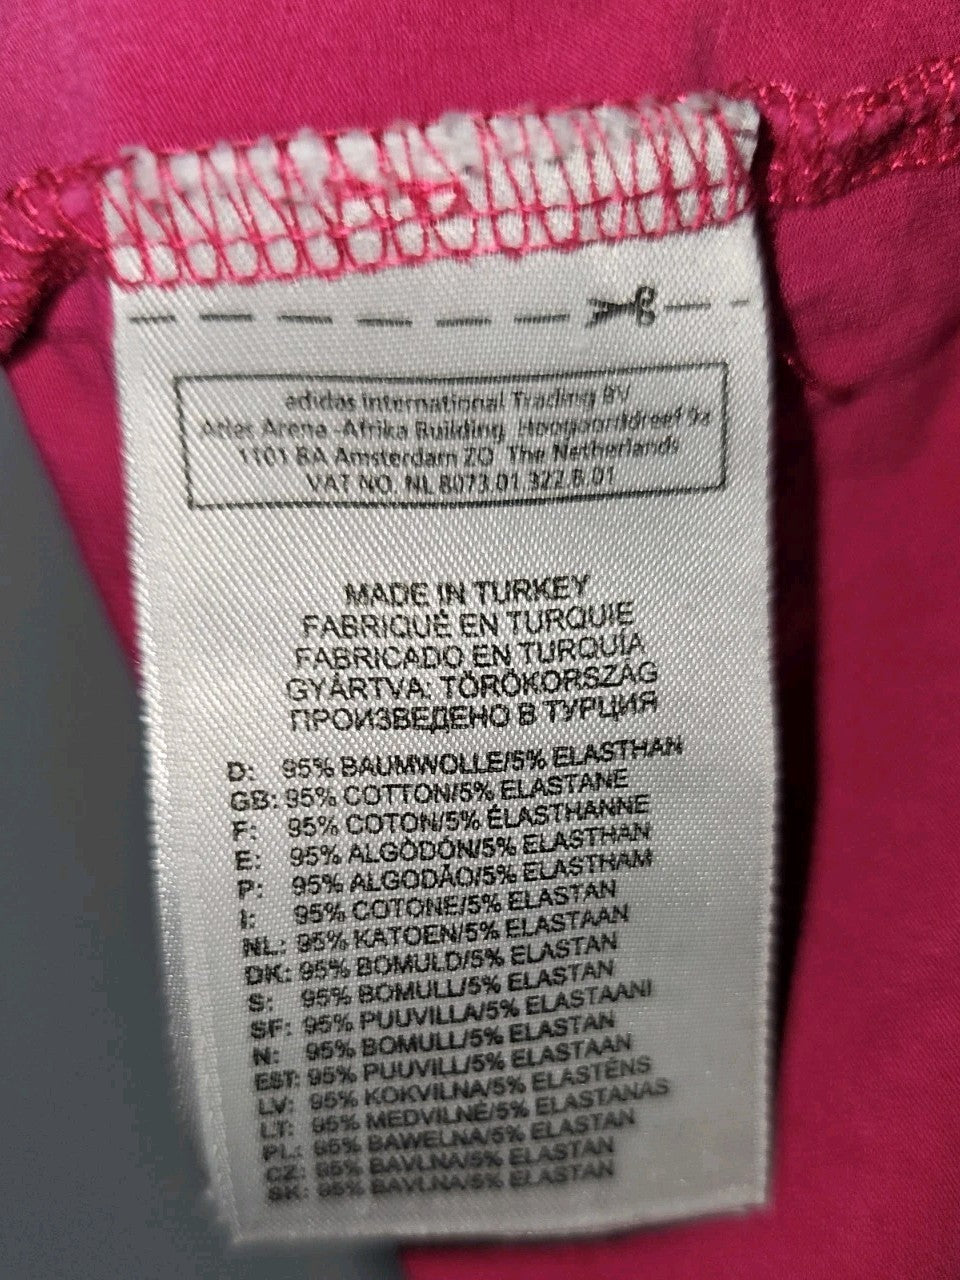 adidas International Trading BV
Atlas Arena -Afrika Building Hoogoorddreef 9a
1101 BA Amsterdam ZO The Netherlands
VAT NO. NL 8073.01.322.B.01
MADE IN TURKEY
FABRIQUÉ EN TURQUIE
FABRICADO EN TURQUÍA
GYÁRTVA: TÖRÖKORSZÁG
ПРОИЗВЕДЕНО В ТУРЦИЯ
D: 95% BAUMWOLLE/5% ELASTHAN
GB: 95% COTTON/5% ELASTANE
F: 95% COTON/5% ÉLASTHANNE
E: 95% ALGODÓN/5% ELASTHAN
P: 95% ALGODÃO/5% ELASTHAM
I: 95% COTONE/5% ELASTAN
NL: 95% KATOEN/5% ELASTAAN
DK: 95% BOMULD/5% ELASTAN
S: 95% BOMULL/5% ELASTAN
SF: 95% PUUVILLA/5% ELASTAANI
N: 95% BOMULL/5% ELASTAN
EST: 95% PUUVILL/5% ELASTAAN
LV: 95% KOKVILNA/5% ELASTĒNS
LT: 95% MEDVILNĖ/5% ELASTANAS
PL: 95% BAWEŁNA/5% ELASTAN
CZ: 95% BAVLNA/5% ELASTAN
SK: 95% BAVLNA/5% ELASTAN